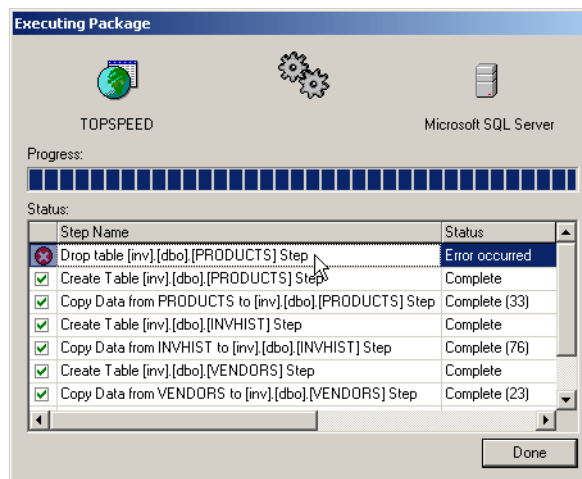 Executing Package
TOPSPEED
Microsoft SQL Server
Progress:
Status:
Step Name Status
Drop table [inv].[dbo].[PRODUCTS] Step Error occurred
Create Table [inv].[dbo].[PRODUCTS] Step Complete
Copy Data from PRODUCTS to [inv].[dbo].[PRODUCTS] Step Complete (33)
Create Table [inv].[dbo].[INVHIST] Step Complete
Copy Data from INVHIST to [inv].[dbo].[INVHIST] Step Complete (76)
Create Table [inv].[dbo].[VENDORS] Step Complete
Copy Data from VENDORS to [inv].[dbo].[VENDORS] Step Complete (23)
Done